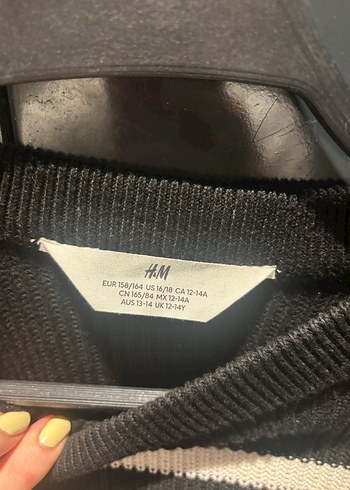 H&M
EUR 158/164 US 16/18 CA 12-14A
CN 165/84 MX 12-14A
AUS 13-14 UK 12-14Y